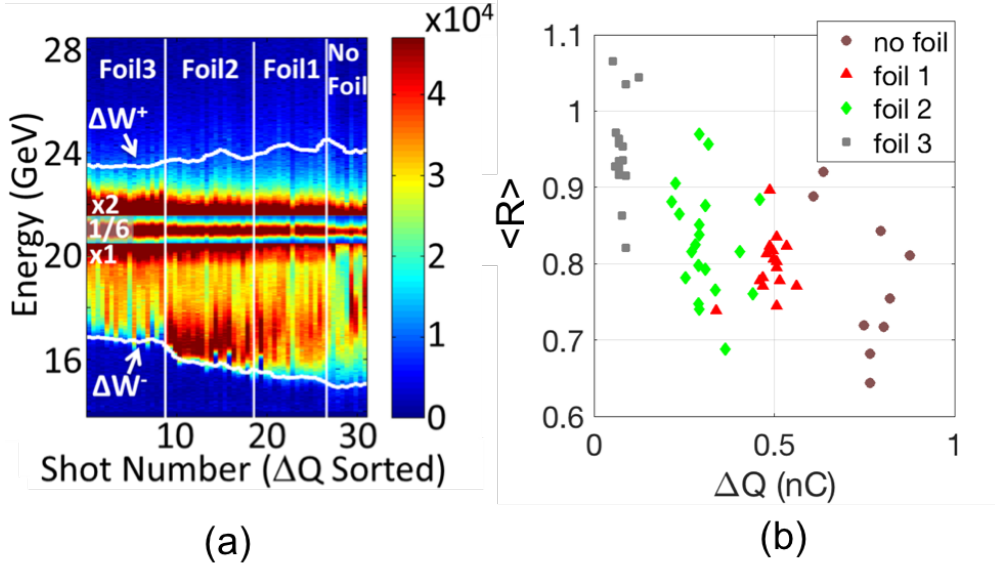 x10⁴
28
24
20
16
Energy (GeV)
Foil3
Foil2
Foil1
No
Foil
ΔW⁺
x2
1/6
x1
ΔW⁻
4
3
2
1
0
10
20
30
Shot Number (ΔQ Sorted)
(a)
1.1
1
0.9
0.8
0.7
0.6
<R>
no foil
foil 1
foil 2
foil 3
0
0.5
1
ΔQ (nC)
(b)